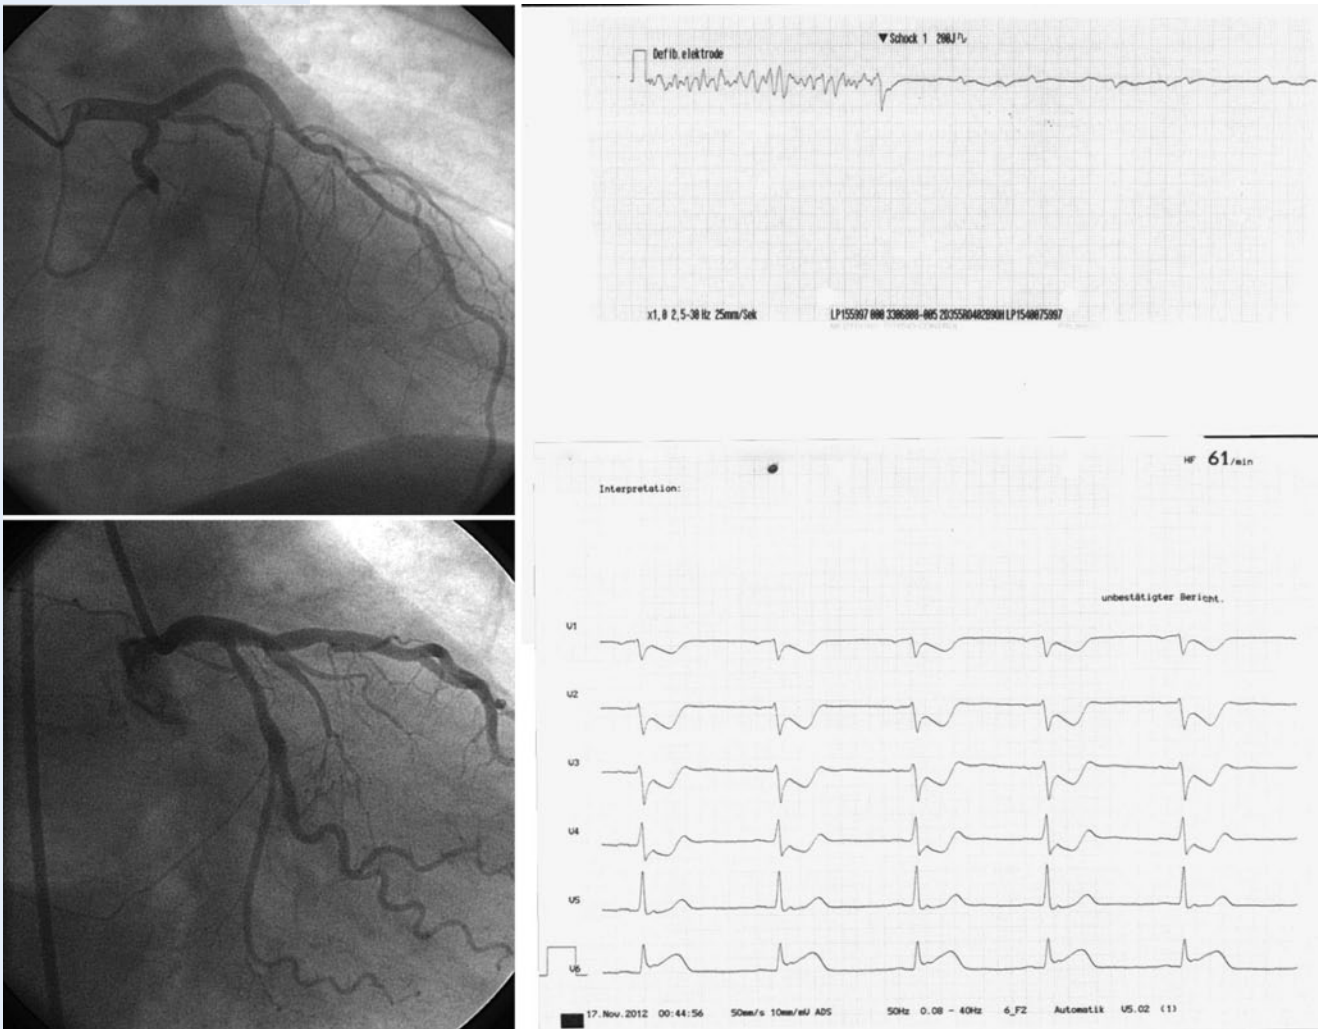 ▼Schock 1 200J
Defib.elektrode
x1,0 2,5-30 Hz 25mm/Sek
HF 61/min
Interpretation:
unbestätigter Bericht.
V1
V2
V3
V4
V5
V6
17.Nov.2012 00:44:56 50mm/s 10mm/mV ADS 50Hz 0.08 - 40Hz 6_FZ Automatik V5.02 (1)